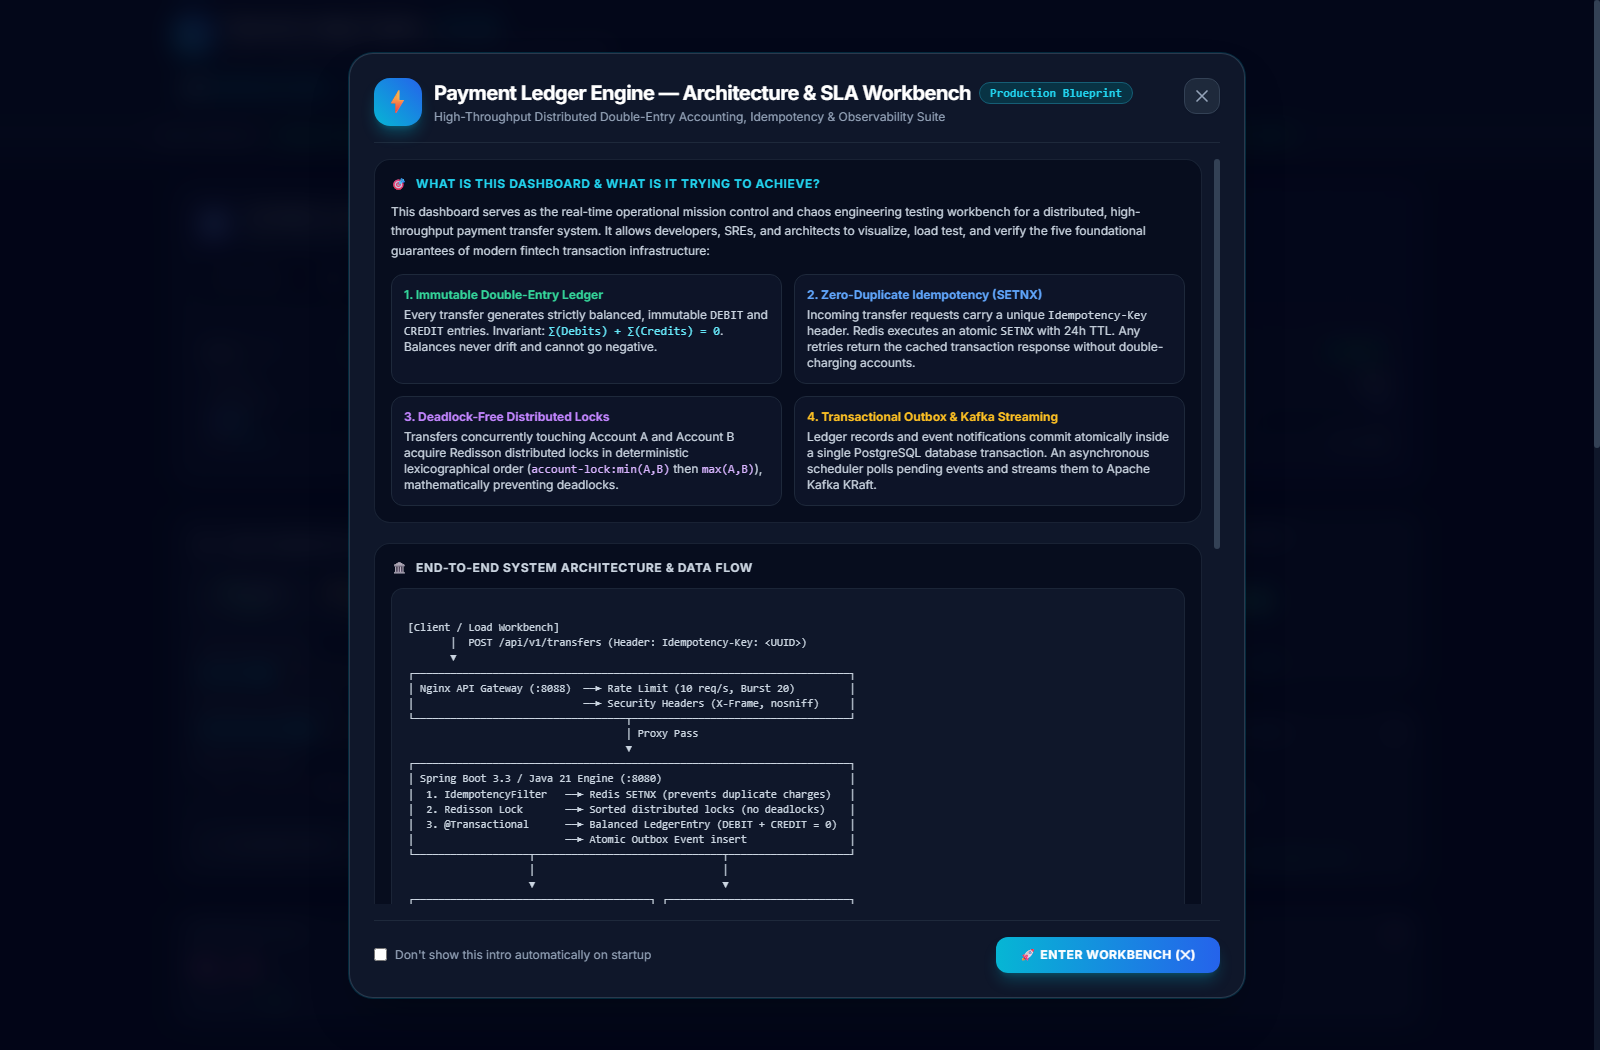 Payment Ledger Engine — Architecture & SLA Workbench
Production Blueprint
High-Throughput Distributed Double-Entry Accounting, Idempotency & Observability Suite
WHAT IS THIS DASHBOARD & WHAT IS IT TRYING TO ACHIEVE?
This dashboard serves as the real-time operational mission control and chaos engineering testing workbench for a distributed, high-
throughput payment transfer system. It allows developers, SREs, and architects to visualize, load test, and verify the five foundational
guarantees of modern fintech transaction infrastructure:
1. Immutable Double-Entry Ledger
Every transfer generates strictly balanced, immutable DEBIT and
CREDIT entries. Invariant: ∑(Debits) + ∑(Credits) = 0.
Balances never drift and cannot go negative.
2. Zero-Duplicate Idempotency (SETNX)
Incoming transfer requests carry a unique Idempotency-Key
header. Redis executes an atomic SETNX with 24h TTL. Any
retries return the cached transaction response without double-
charging accounts.
3. Deadlock-Free Distributed Locks
Transfers concurrently touching Account A and Account B
acquire Redisson distributed locks in deterministic
lexicographical order (account-lock:min(A,B) then max(A,B)),
mathematically preventing deadlocks.
4. Transactional Outbox & Kafka Streaming
Ledger records and event notifications commit atomically inside
a single PostgreSQL database transaction. An asynchronous
scheduler polls pending events and streams them to Apache
Kafka KRaft.
END-TO-END SYSTEM ARCHITECTURE & DATA FLOW
[Client / Load Workbench]
POST /api/v1/transfers (Header: Idempotency-Key: <UUID>)
Nginx API Gateway (:8088) ──► Rate Limit (10 req/s, Burst 20)
──► Security Headers (X-Frame, nosniff)
Proxy Pass
Spring Boot 3.3 / Java 21 Engine (:8080)
1. IdempotencyFilter ──► Redis SETNX (prevents duplicate charges)
2. Redisson Lock ──► Sorted distributed locks (no deadlocks)
3. @Transactional ──► Balanced LedgerEntry (DEBIT + CREDIT = 0)
──► Atomic Outbox Event insert
Don't show this intro automatically on startup
🚀 ENTER WORKBENCH (✕)